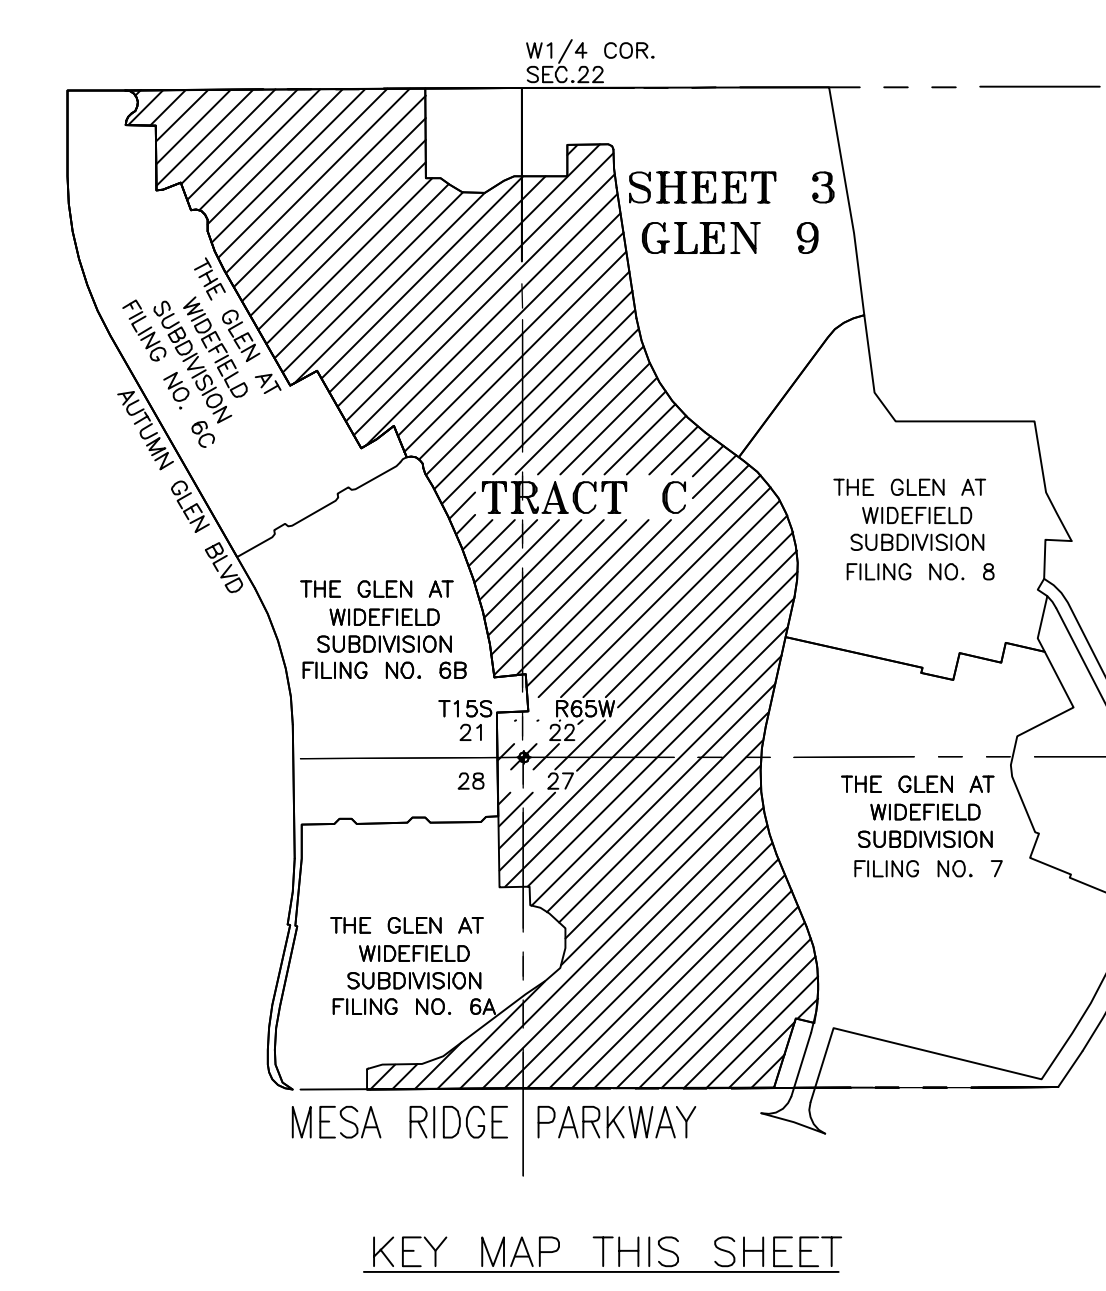 W1/4 COR.
SEC.22
SHEET 3
GLEN 9
THE GLEN AT
WIDEFIELD
SUBDIVISION
FILING NO. 6C
AUTUMN GLEN BLVD
TRACT C
THE GLEN AT
WIDEFIELD
SUBDIVISION
FILING NO. 8
THE GLEN AT
WIDEFIELD
SUBDIVISION
FILING NO. 6B
T15S R65W
21 22
28 27
THE GLEN AT
WIDEFIELD
SUBDIVISION
FILING NO. 7
THE GLEN AT
WIDEFIELD
SUBDIVISION
FILING NO. 6A
MESA RIDGE PARKWAY
KEY MAP THIS SHEET